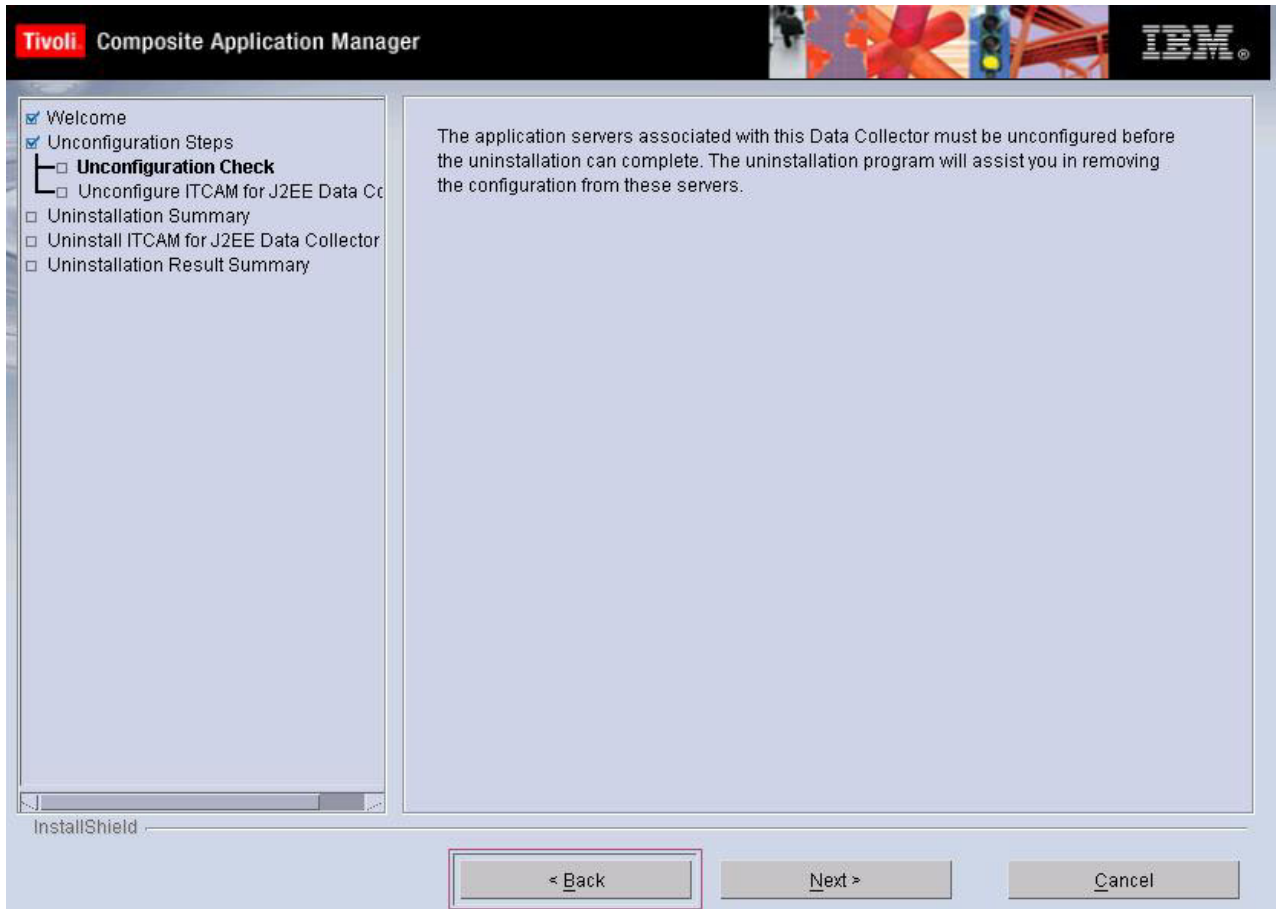 Tivoli. Composite Application Manager
IBM®
Welcome
Unconfiguration Steps
Unconfiguration Check
Unconfigure ITCAM for J2EE Data Co
Uninstallation Summary
Uninstall ITCAM for J2EE Data Collector
Uninstallation Result Summary
The application servers associated with this Data Collector must be unconfigured before
the uninstallation can complete. The uninstallation program will assist you in removing
the configuration from these servers.
InstallShield
< Back
Next >
Cancel